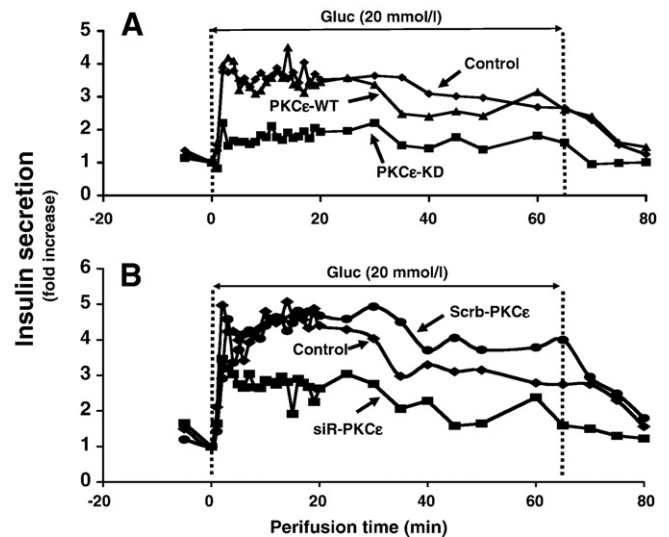 A
Gluc (20 mmol/l)
5
4
3
2
1
0
Control
PKCε-WT
PKCε-KD
-20
0
20
40
60
80
Insulin secretion
(fold increase)
B
Gluc (20 mmol/l)
6
5
4
3
2
1
0
Scrb-PKCε
Control
siR-PKCε
-20
0
20
40
60
80
Perifusion time (min)